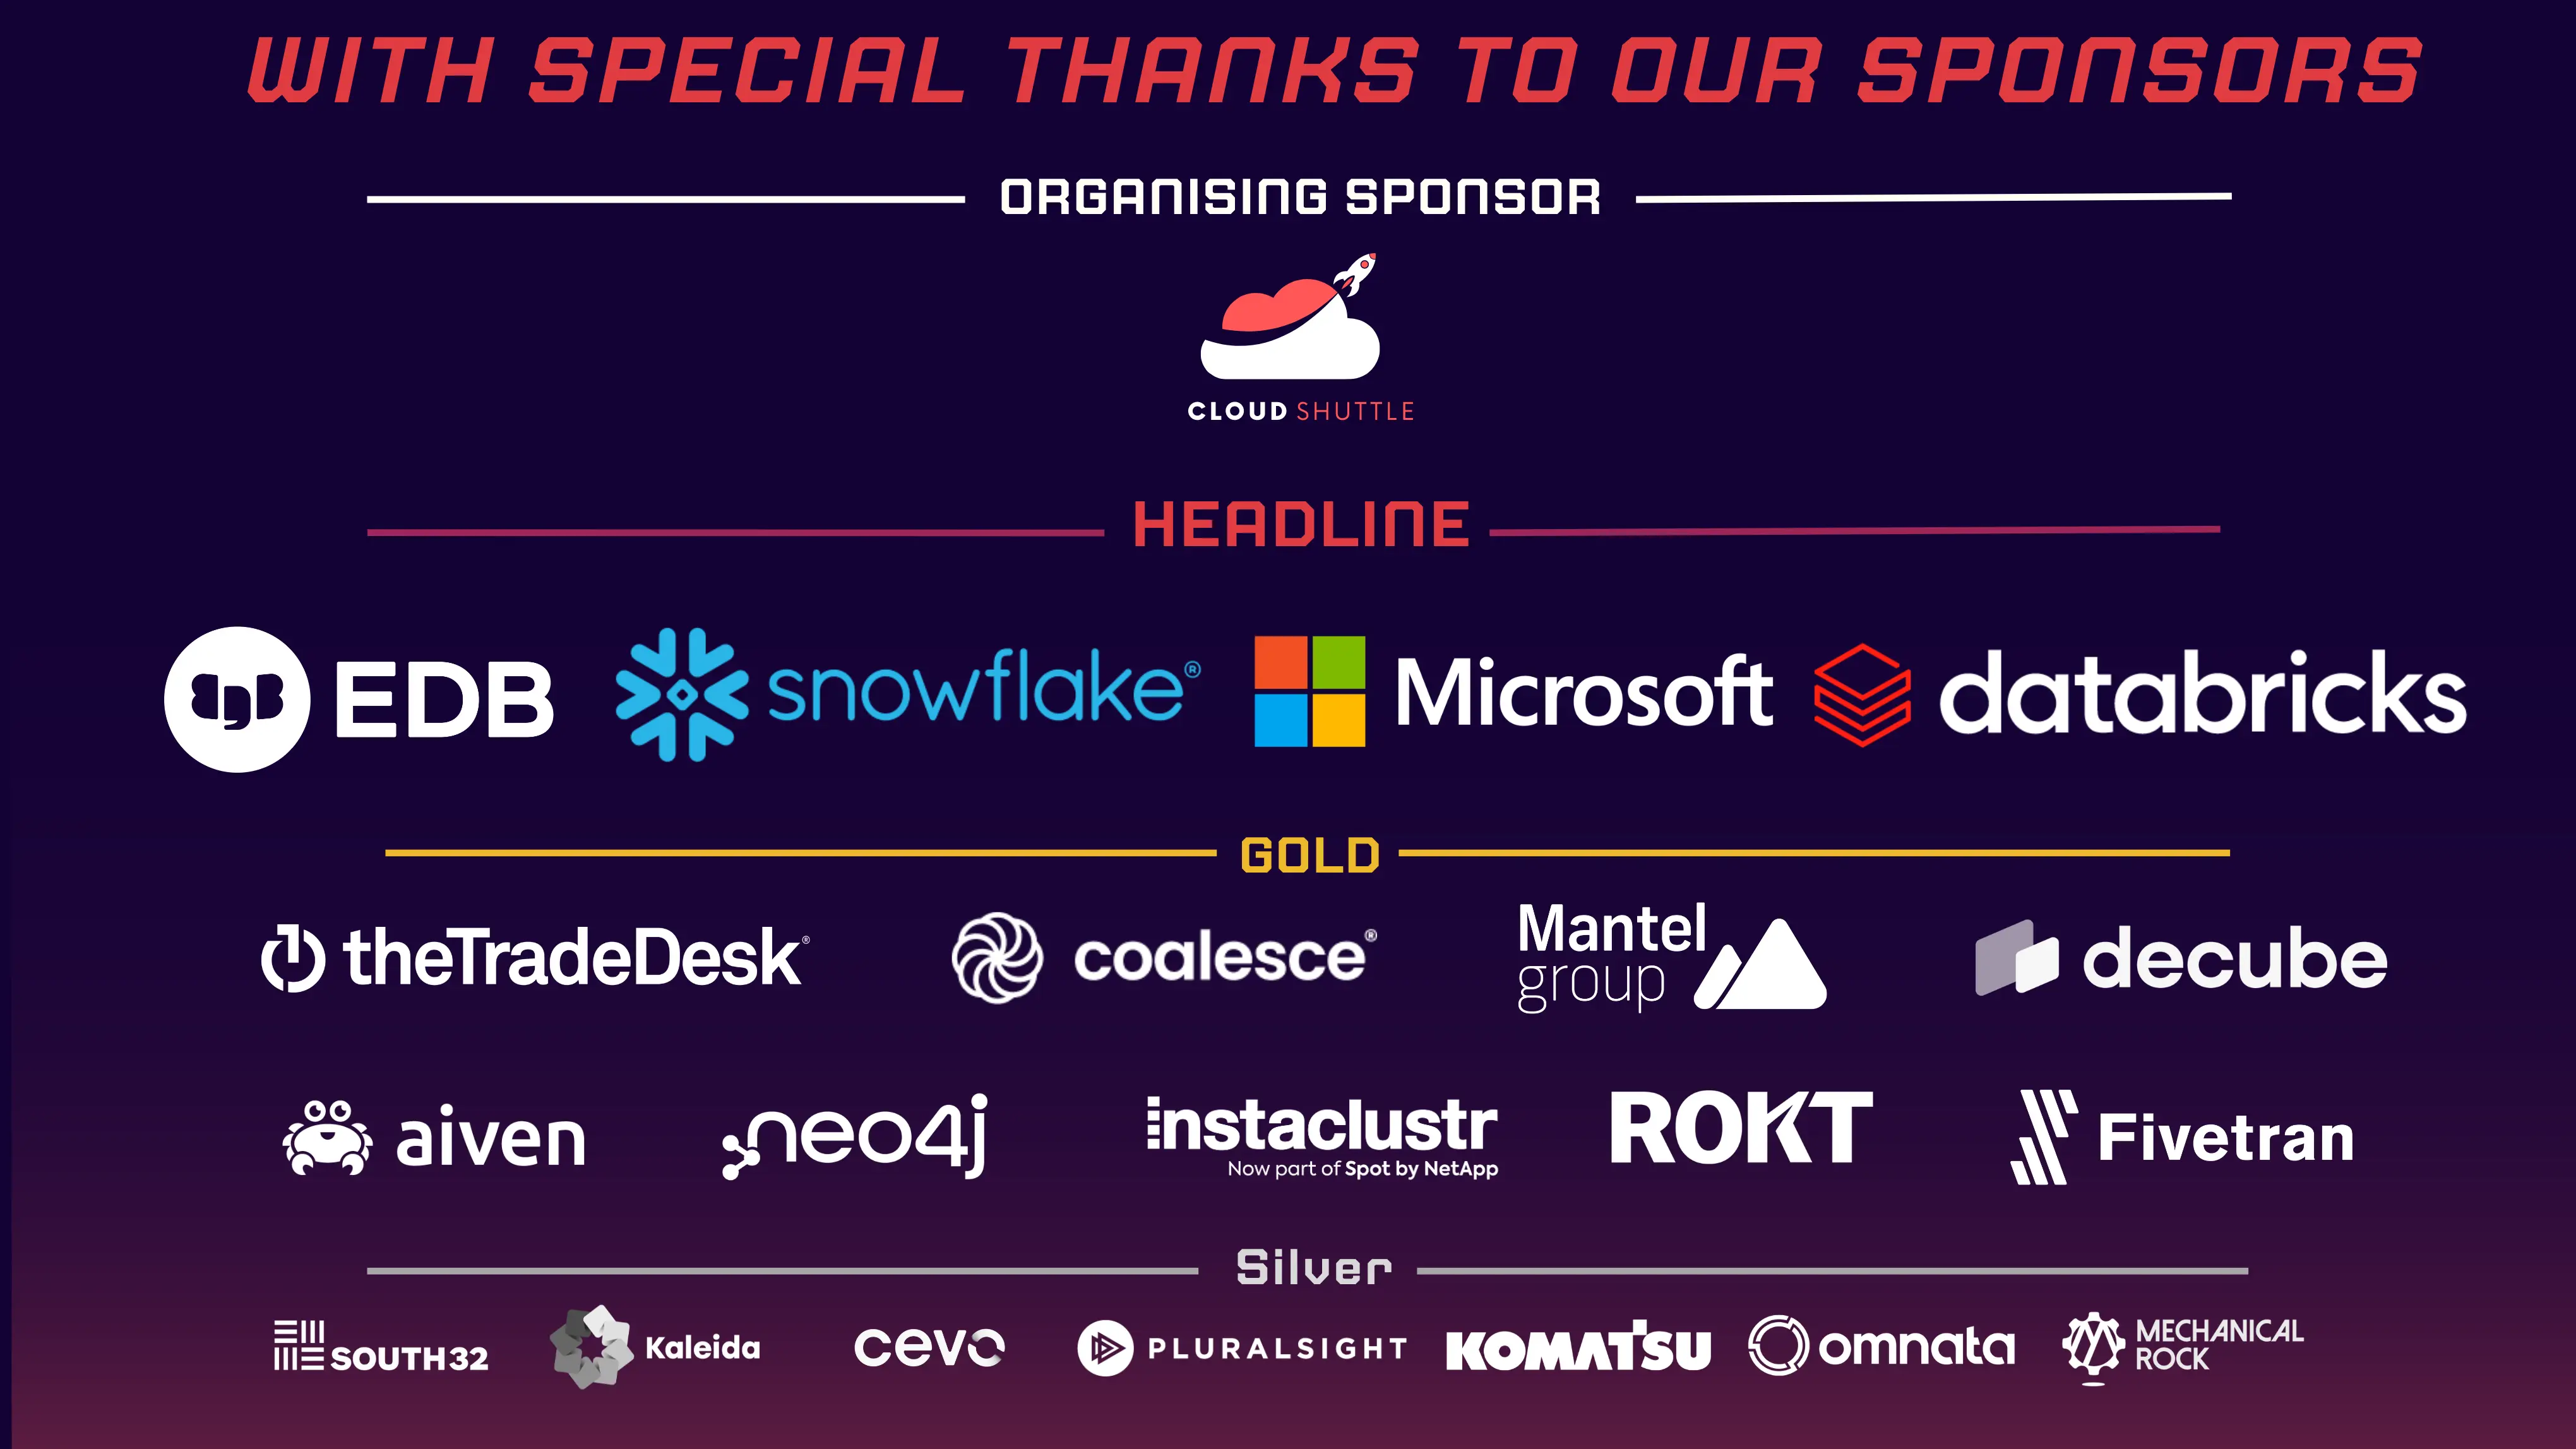 WITH SPECIAL THANKS TO OUR SPONSORS
ORGANISING SPONSOR
CLOUD SHUTTLE
HEADLINE
EDB
snowflake®
Microsoft
databricks
GOLD
theTradeDesk®
coalesce®
Mantel
group
decube
aiven
neo4j
instaclustr
Now part of Spot by NetApp
ROKT
Fivetran
Silver
SOUTH32
Kaleida
cevo
PLURALSIGHT
KOMATSU
omnata
MECHANICAL
ROCK